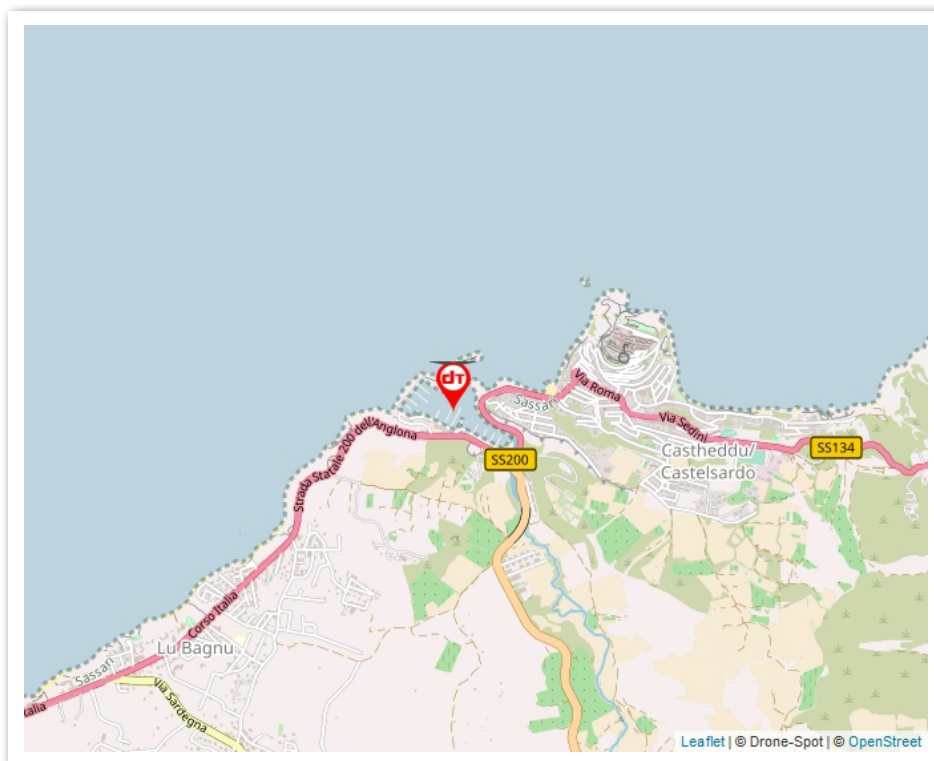 dT
Via Roma
Sassari
Via Sedini
Strada Statale 200 dell'Anglona
Castheddu/
Castelsardo
SS134
SS200
Corso Italia
Lu Bagnu
Sassari
Via Sardegna
Italia
Leaflet | © Drone-Spot | © OpenStreet